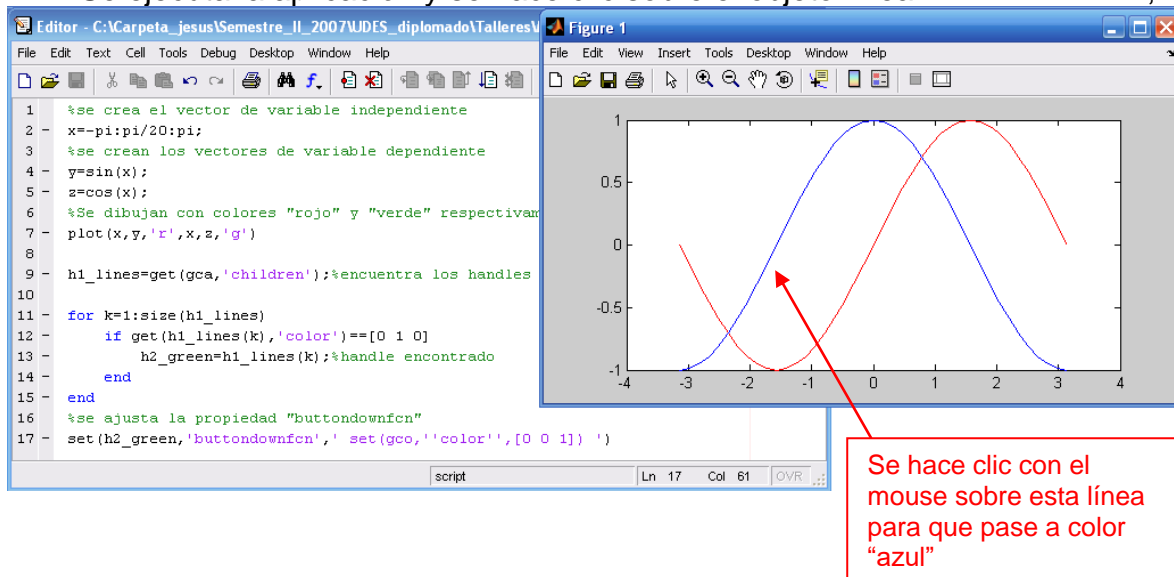 Editor - C:\Carpeta_jesus\Semestre_II_2007\UDES_diplomado\Talleres\
File Edit Text Cell Tools Debug Desktop Window Help
1 %se crea el vector de variable independiente
2 - x=-pi:pi/20:pi;
3 %se crean los vectores de variable dependiente
4 - y=sin(x);
5 - z=cos(x);
6 %Se dibujan con colores "rojo" y "verde"
7 - plot(x,y,'r',x,z,'g')
8
9 - h1_lines=get(gca,'children');%encuentra los handles
10
11 - for k=1:size(h1_lines)
12 - if get(h1_lines(k),'color')==[0 1 0]
13 - h2_green=h1_lines(k);%handle encontrado
14 - end
15 - end
16 %se ajusta la propiedad "buttondownfcn"
17 - set(h2_green,'buttondownfcn',' set(gco,''color'',[0 0 1]) ')
script Ln 17 Col 61 OVR
Figure 1
File Edit View Insert Tools Desktop Window Help
1
0.5
0
-0.5
-1
-4 -3 -2 -1 0 1 2 3 4
Se hace clic con el
mouse sobre esta línea
para que pase a color
“azul”